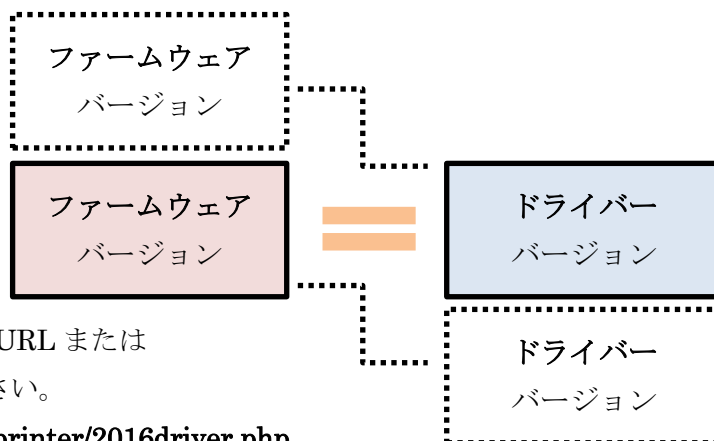 ファームウェア
バージョン
ファームウェア
バージョン
ドライバー
バージョン
ドライバー
バージョン
URL または
さい。
printer/2016driver.php